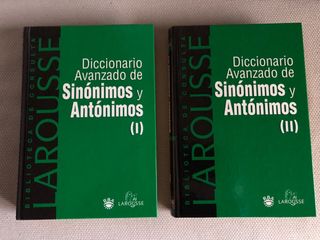 BIBLIOTECA DE CONSULTA
LAROUSSE
Diccionario
Avanzado de
Sinónimos y
Antónimos
(I)
LAROUSSE
BIBLIOTECA DE CONSULTA
LAROUSSE
Diccionario
Avanzado de
Sinónimos y
Antónimos
(II)
LAROUSSE